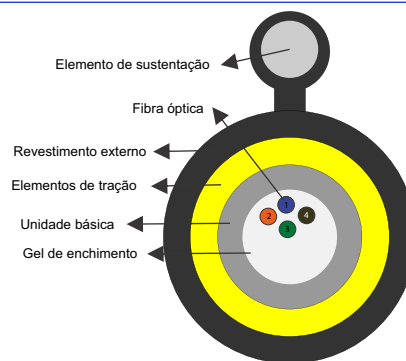 Elemento de sustentação
Fibra óptica
Revestimento externo
Elementos de tração
Unidade básica
Gel de enchimento
1
2
4
3